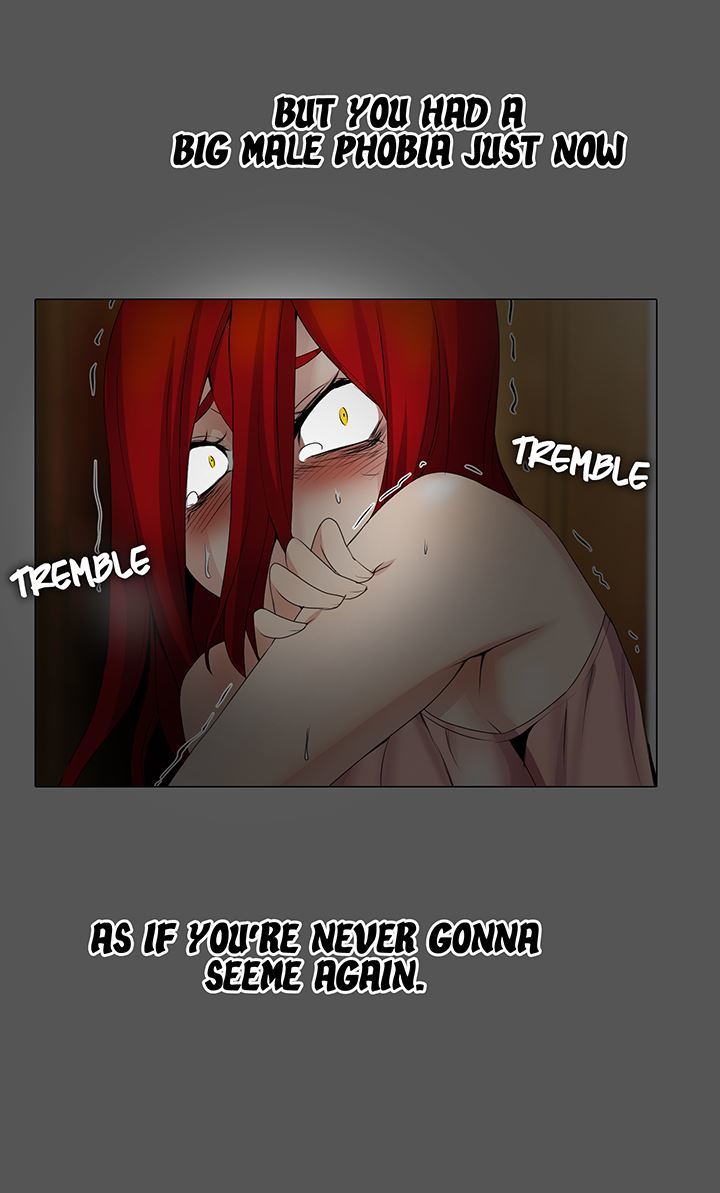 BUT YOU HAD A
BIG MALE PHOBIA JUST NOW
TREMBLE
TREMBLE
AS IF YOU'RE NEVER GONNA
SEEME AGAIN.